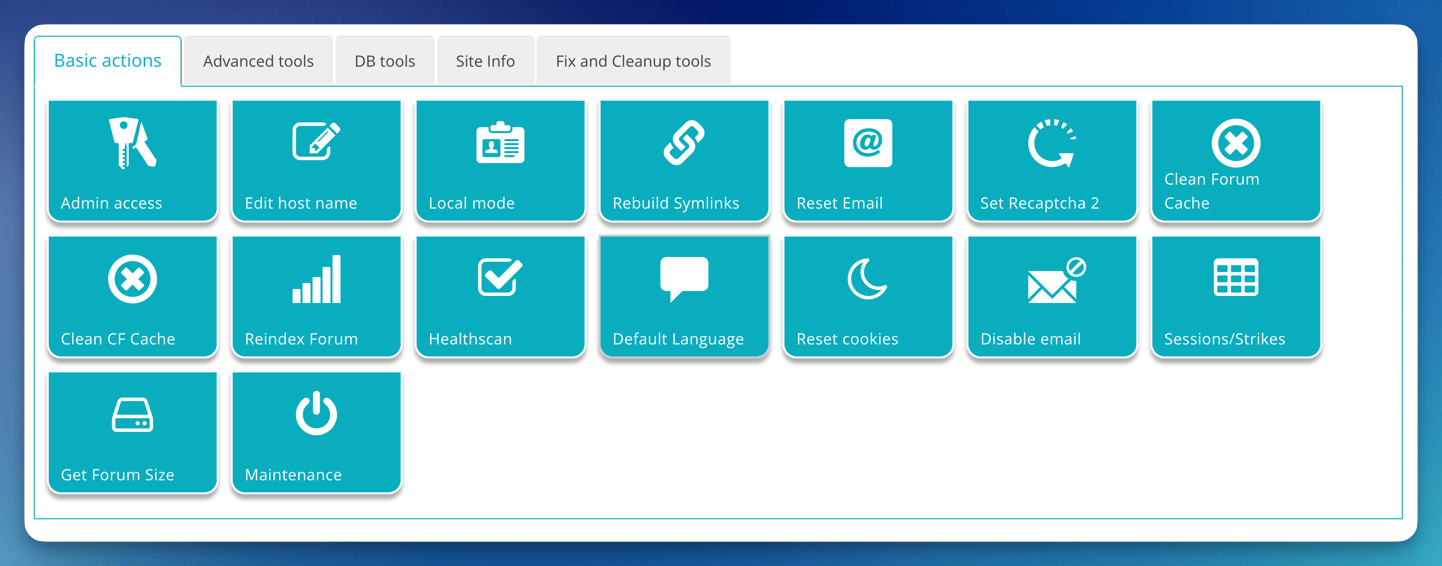 Basic actions
Advanced tools
DB tools
Site Info
Fix and Cleanup tools
Admin access
Edit host name
Local mode
Rebuild Symlinks
Reset Email
Set Recaptcha 2
Clean Forum
Cache
Clean CF Cache
Reindex Forum
Healthscan
Default Language
Reset cookies
Disable email
Sessions/Strikes
Get Forum Size
Maintenance